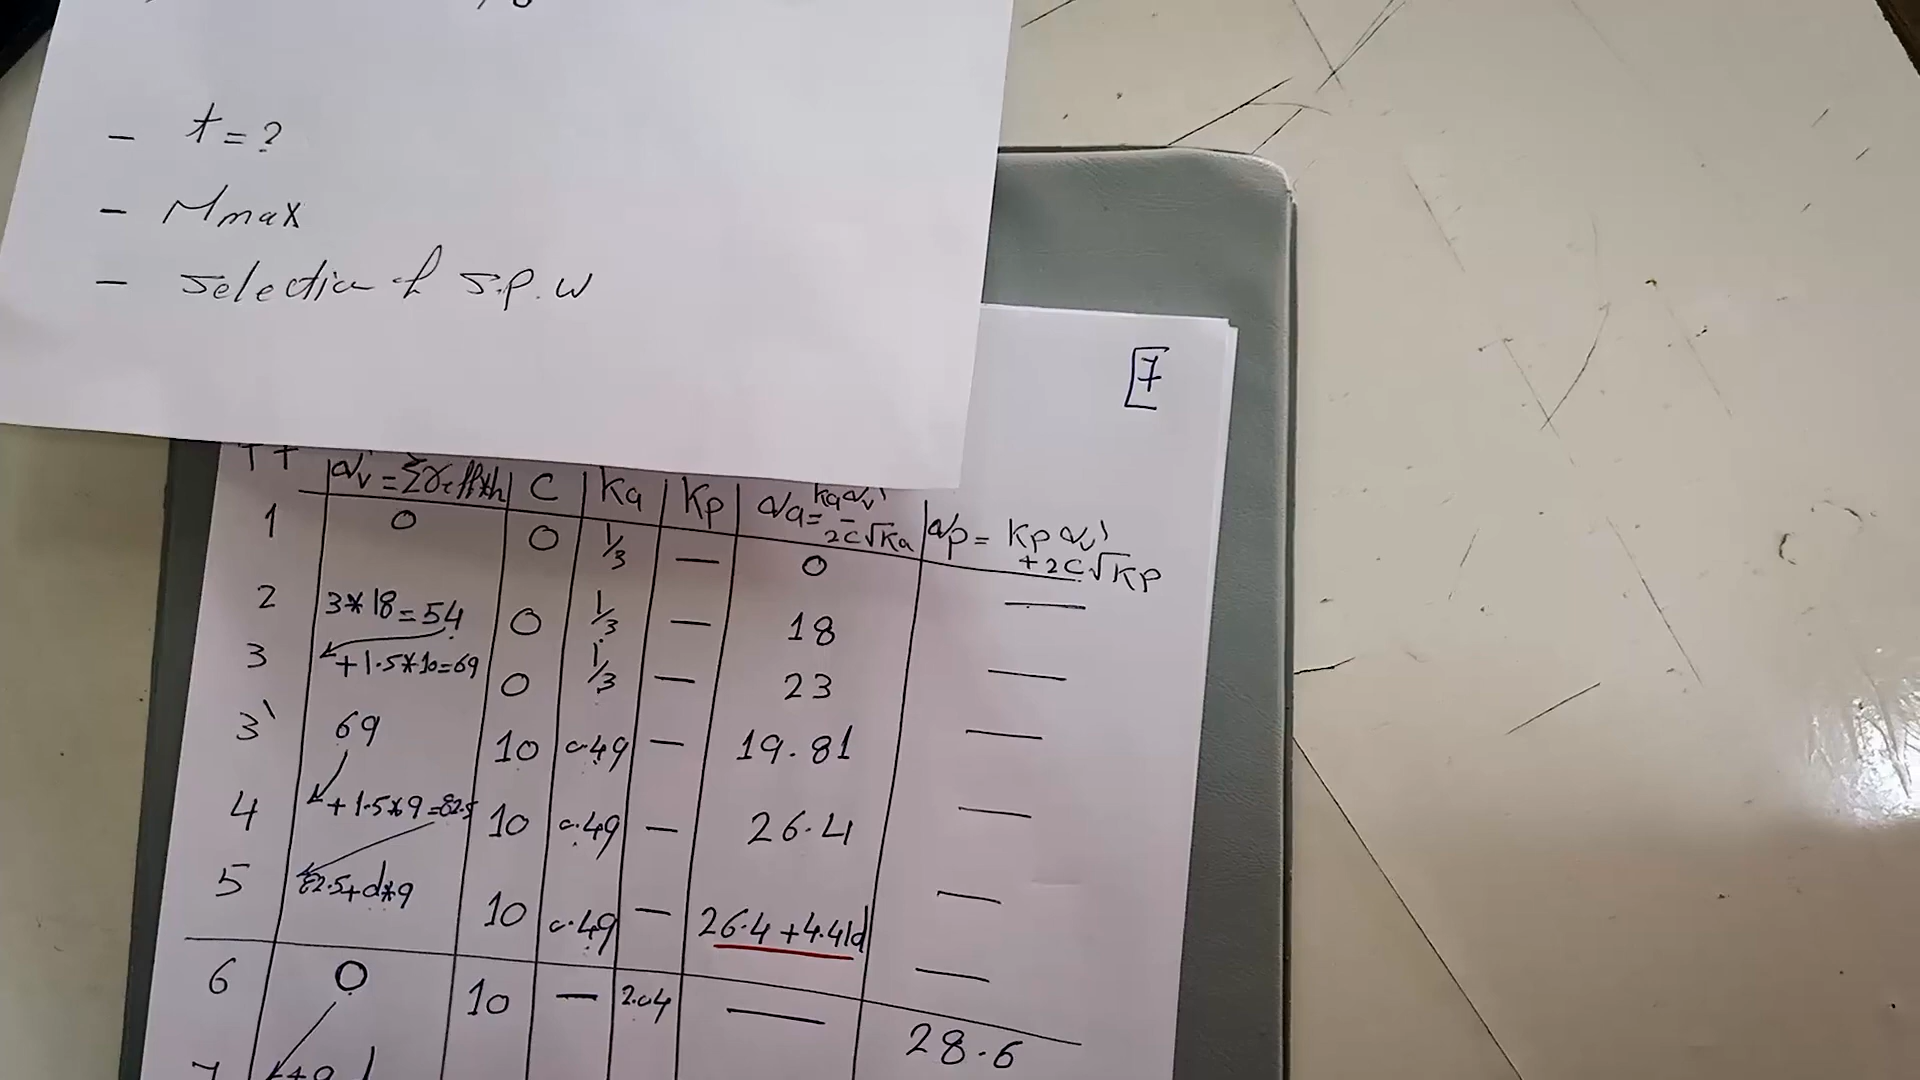 - t = ?
- Mmax
- Selection of S.P.W
[7
σv' = Σγeff*h | C | Ka | Kp | σa = kaσv' - 2C√Ka | σp = Kp σv' + 2C√Kp
1 | 0 | 0 | 1/3 | — | 0 | —
2 | 3*18=54 | 0 | 1/3 | — | 18 | —
3 | +1.5*10=69 | 0 | 1/3 | — | 23 | —
3' | 69 | 10 | 0.49 | — | 19.81 | —
4 | +1.5*9=82.5 | 10 | 0.49 | — | 26.4 | —
5 | 82.5+d*9 | 10 | 0.49 | — | 26.4+4.41d | —
6 | 0 | 10 | — | 2.04 | — | 28.6